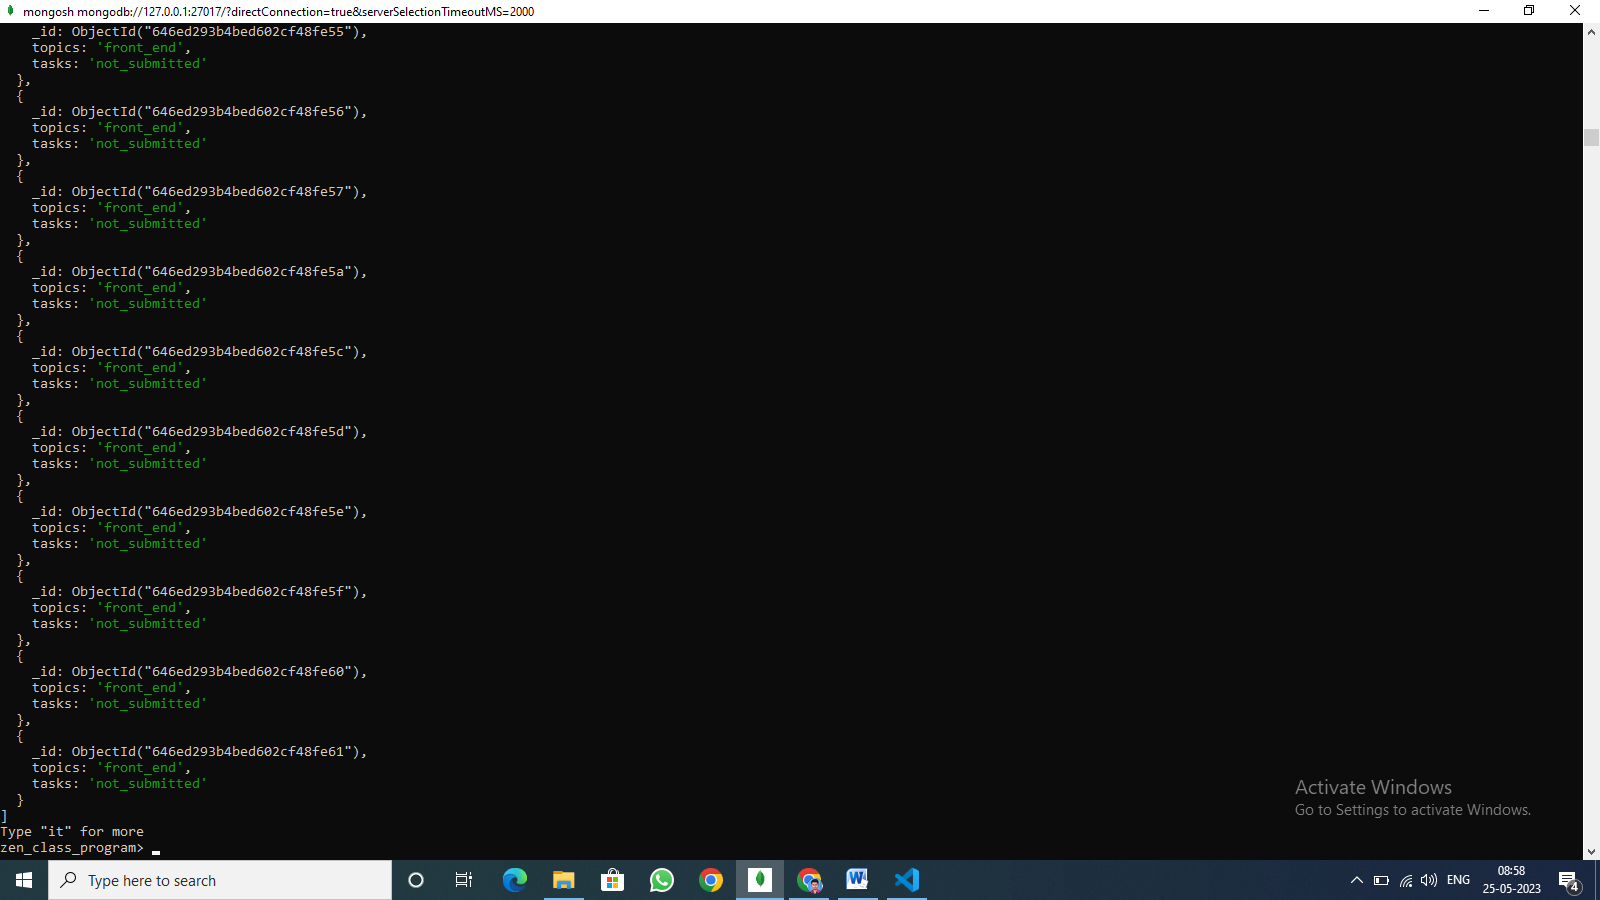 mongosh mongodb://127.0.0.1:27017/?directConnection=true&serverSelectionTimeoutMS=2000
    _id: ObjectId("646ed293b4bed602cf48fe55"),
    topics: 'front_end',
    tasks: 'not_submitted'
  },
  {
    _id: ObjectId("646ed293b4bed602cf48fe56"),
    topics: 'front_end',
    tasks: 'not_submitted'
  },
  {
    _id: ObjectId("646ed293b4bed602cf48fe57"),
    topics: 'front_end',
    tasks: 'not_submitted'
  },
  {
    _id: ObjectId("646ed293b4bed602cf48fe5a"),
    topics: 'front_end',
    tasks: 'not_submitted'
  },
  {
    _id: ObjectId("646ed293b4bed602cf48fe5c"),
    topics: 'front_end',
    tasks: 'not_submitted'
  },
  {
    _id: ObjectId("646ed293b4bed602cf48fe5d"),
    topics: 'front_end',
    tasks: 'not_submitted'
  },
  {
    _id: ObjectId("646ed293b4bed602cf48fe5e"),
    topics: 'front_end',
    tasks: 'not_submitted'
  },
  {
    _id: ObjectId("646ed293b4bed602cf48fe5f"),
    topics: 'front_end',
    tasks: 'not_submitted'
  },
  {
    _id: ObjectId("646ed293b4bed602cf48fe60"),
    topics: 'front_end',
    tasks: 'not_submitted'
  },
  {
    _id: ObjectId("646ed293b4bed602cf48fe61"),
    topics: 'front_end',
    tasks: 'not_submitted'
  }
]
Type "it" for more
zen_class_program>
Activate Windows
Go to Settings to activate Windows.
Type here to search
W
ENG
08:58
25-05-2023
4